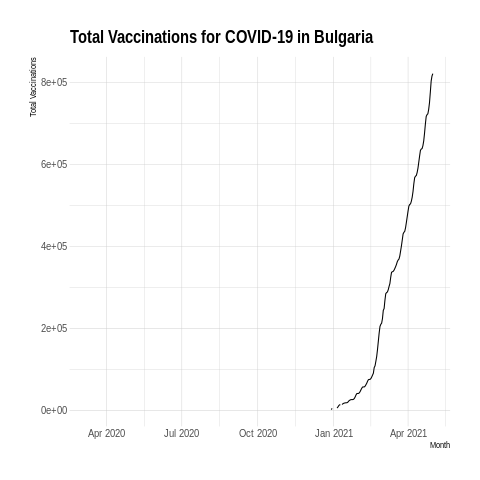 Total Vaccinations for COVID-19 in Bulgaria
Total Vaccinations
8e+05
6e+05
4e+05
2e+05
0e+00
Apr 2020 Jul 2020 Oct 2020 Jan 2021 Apr 2021
Month